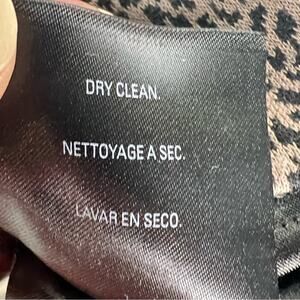 DRY CLEAN.
NETTOYAGE A SEC.
LAVAR EN SECO.